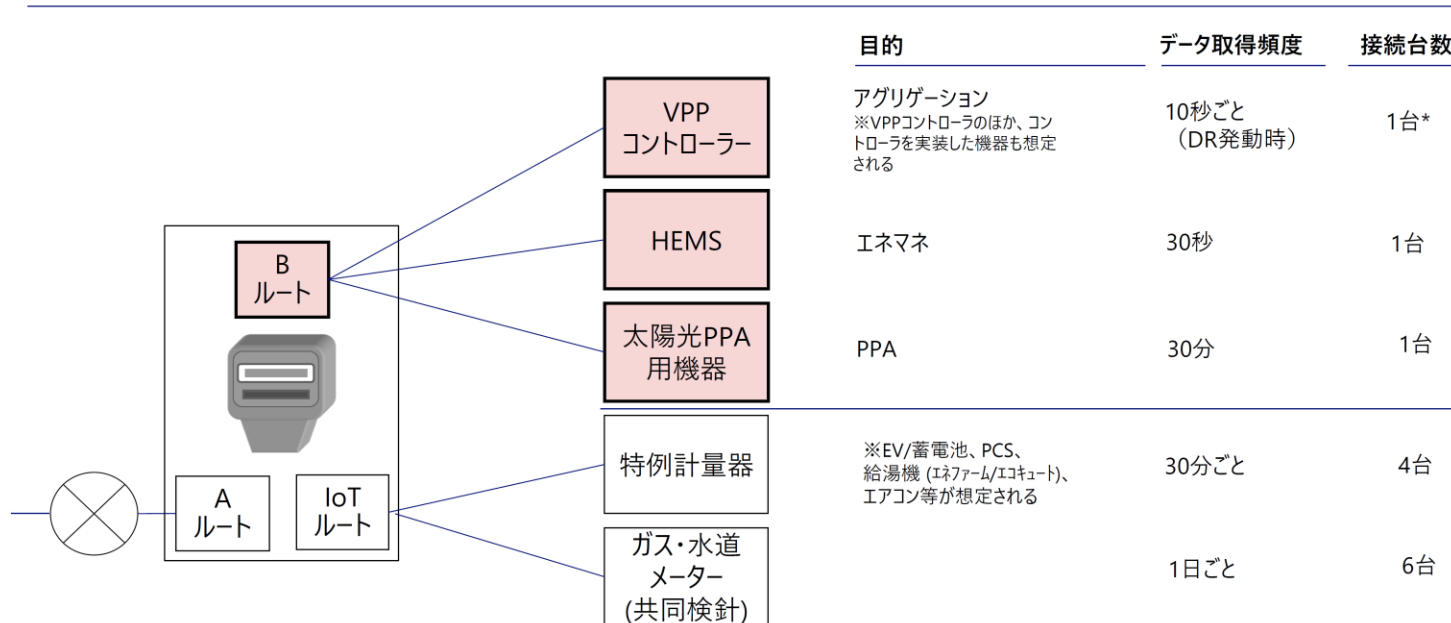 目的
データ取得頻度
接続台数
VPP
コントローラー
アグリゲーション
※VPPコントローラのほか、コン
トローラを実装した機器も想定
される
10秒ごと
（DR発動時）
1台*
B
ルート
HEMS
エネマネ
30秒
1台
太陽光PPA
用機器
PPA
30分
1台
A
ルート
IoT
ルート
特例計量器
※EV/蓄電池、PCS、
給湯機 (ｴﾈﾌｧｰﾑ/ｴｺｷｭｰﾄ)、
エアコン等が想定される
30分ごと
4台
ガス・水道
メーター
(共同検針)
1日ごと
6台